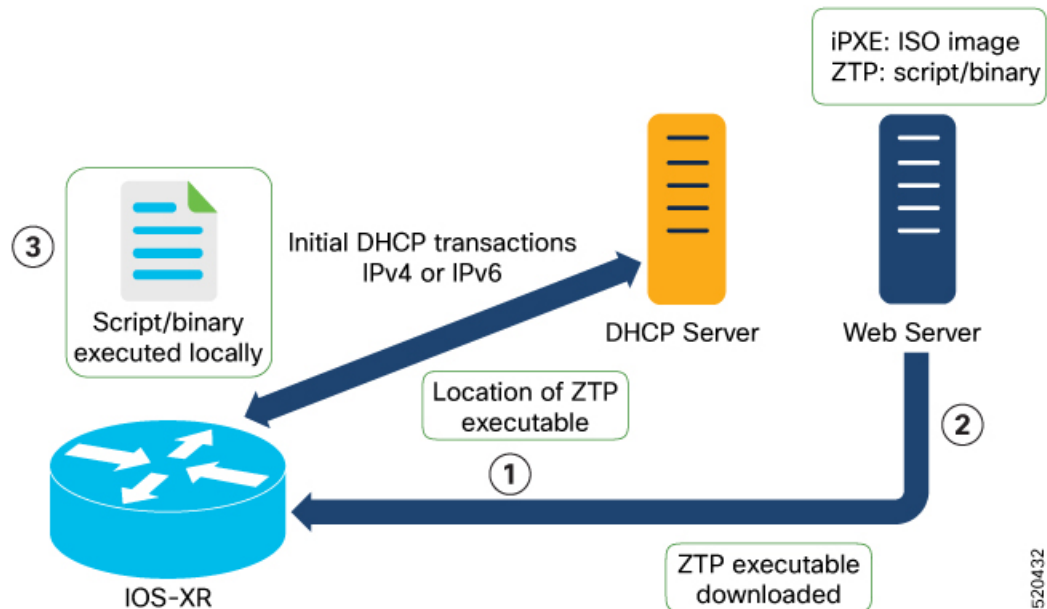 iPXE: ISO image
ZTP: script/binary
3
Script/binary
executed locally
Initial DHCP transactions
IPv4 or IPv6
DHCP Server
Web Server
Location of ZTP
executable
1
2
IOS-XR
ZTP executable
downloaded
520432